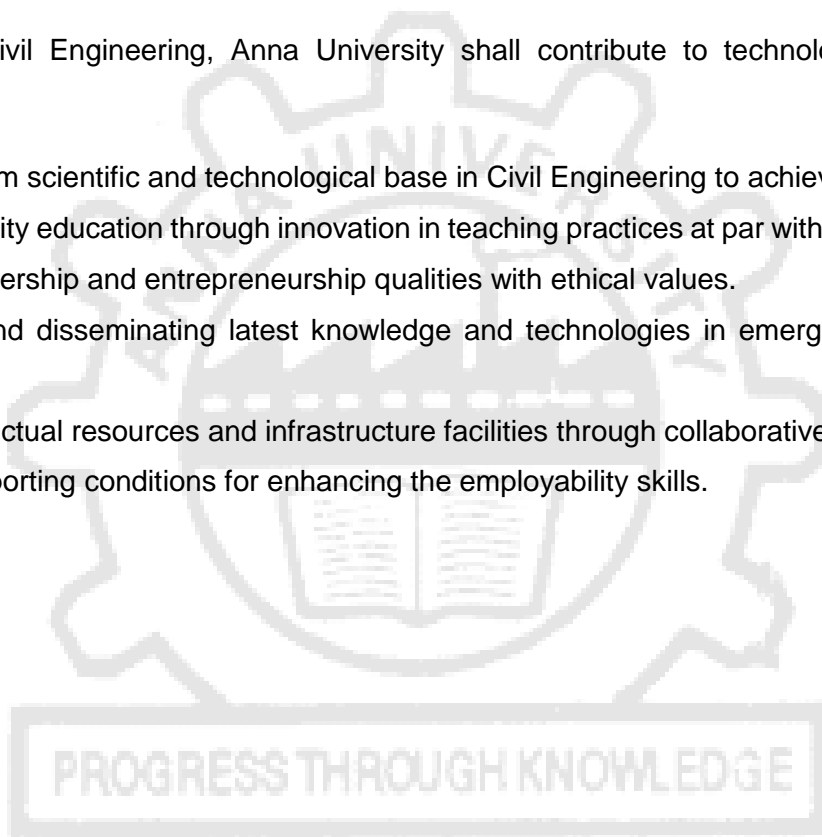 ivil Engineering, Anna University shall contribute to technolo
m scientific and technological base in Civil Engineering to achiev
ity education through innovation in teaching practices at par with
ership and entrepreneurship qualities with ethical values.
nd disseminating latest knowledge and technologies in emerg
ctual resources and infrastructure facilities through collaborative
porting conditions for enhancing the employability skills.
ANNA UNIVERSITY
PROGRESS THROUGH KNOWLEDGE